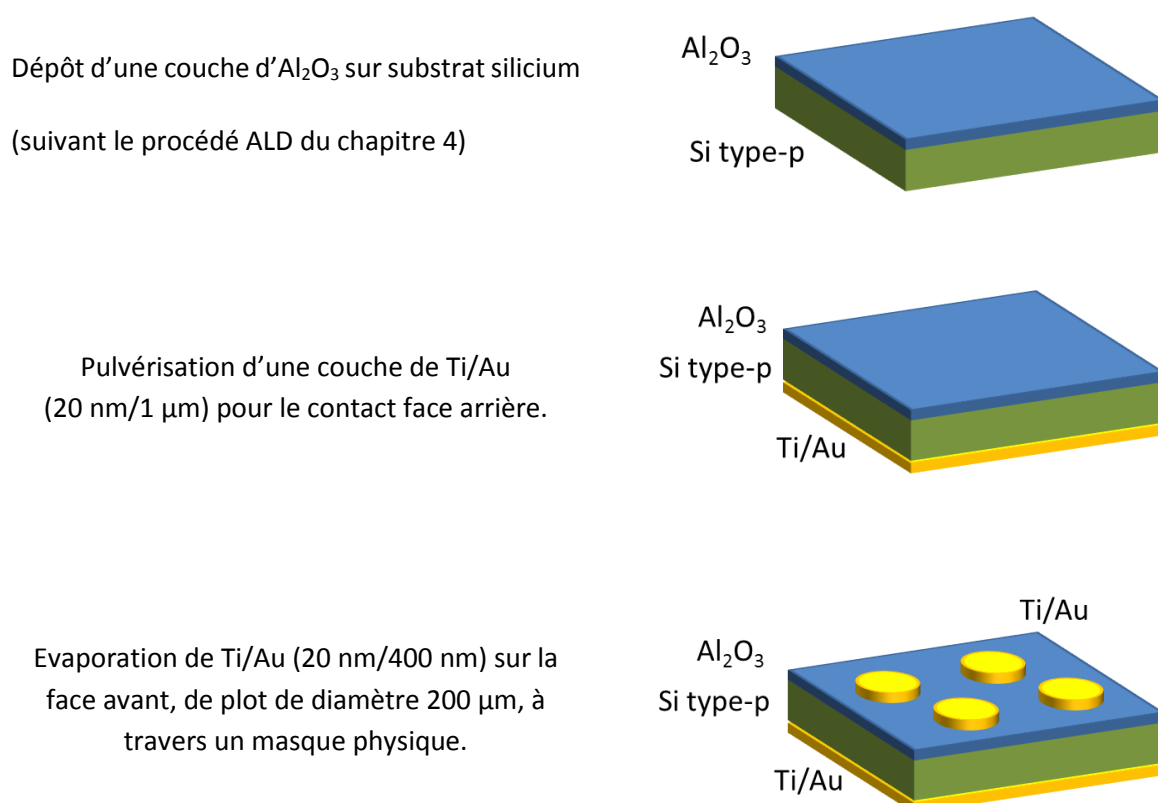 Dépôt d’une couche d’Al₂O₃ sur substrat silicium
(suivant le procédé ALD du chapitre 4)
Al₂O₃
Si type-p
Pulvérisation d’une couche de Ti/Au
(20 nm/1 µm) pour le contact face arrière.
Al₂O₃
Si type-p
Ti/Au
Evaporation de Ti/Au (20 nm/400 nm) sur la
face avant, de plot de diamètre 200 µm, à
travers un masque physique.
Ti/Au
Al₂O₃
Si type-p
Ti/Au